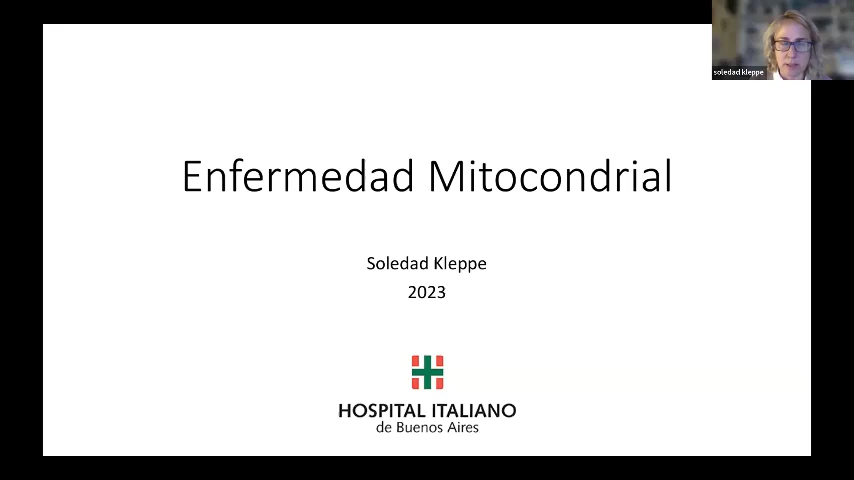 soledad kleppe
Enfermedad Mitocondrial
Soledad Kleppe
2023
HOSPITAL ITALIANO
de Buenos Aires